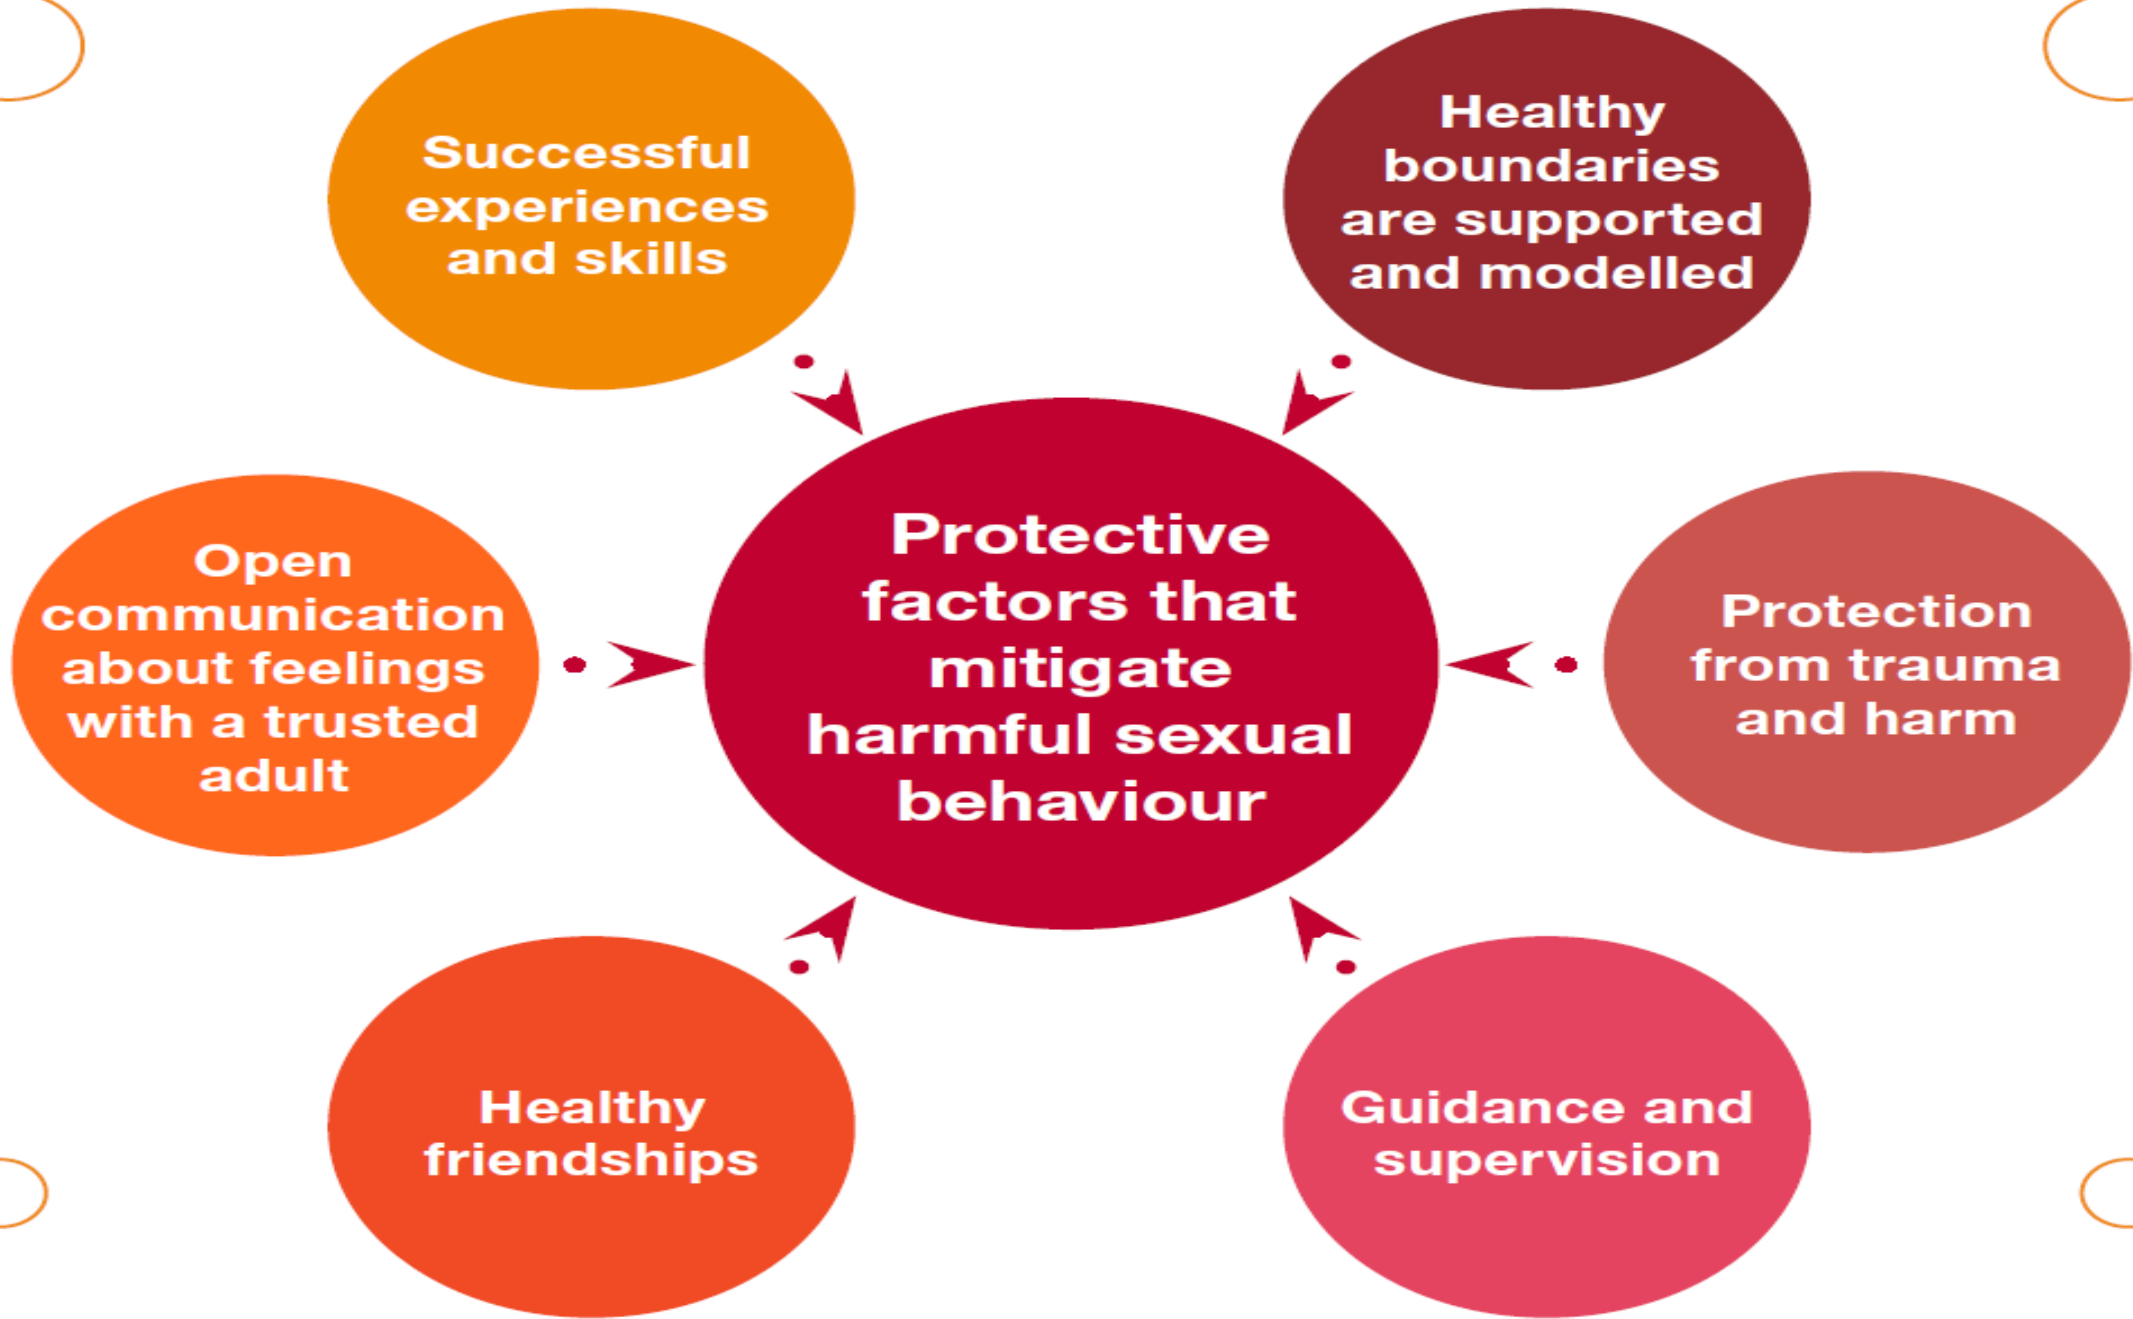 Successful
experiences
and skills
Healthy
boundaries
are supported
and modelled
Open
communication
about feelings
with a trusted
adult
Protective
factors that
mitigate
harmful sexual
behaviour
Protection
from trauma
and harm
Healthy
friendships
Guidance and
supervision